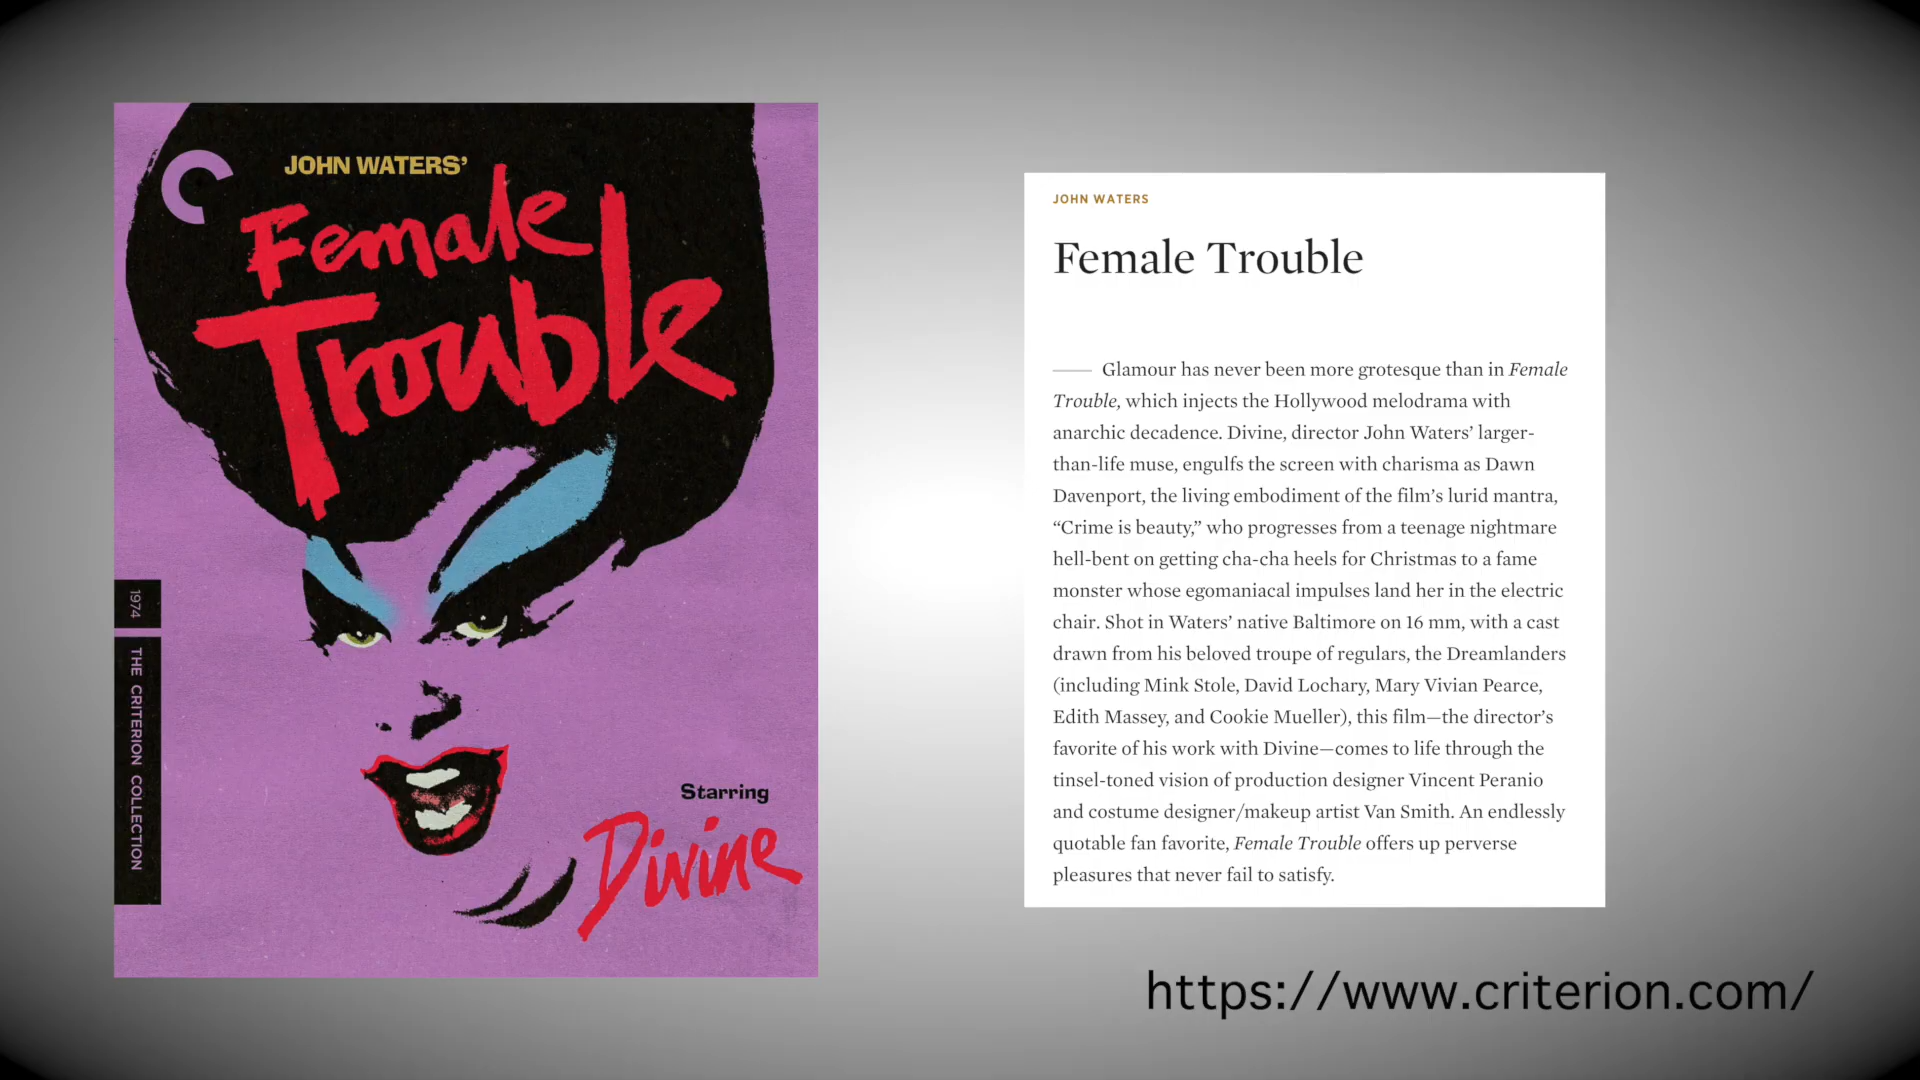 JOHN WATERS’
Female
Trouble
1974
THE CRITERION COLLECTION
Starring
Divine
JOHN WATERS
Female Trouble
Glamour has never been more grotesque than in Female
Trouble, which injects the Hollywood melodrama with
anarchic decadence. Divine, director John Waters’ larger-
than-life muse, engulfs the screen with charisma as Dawn
Davenport, the living embodiment of the film’s lurid mantra,
“Crime is beauty,” who progresses from a teenage nightmare
hell-bent on getting cha-cha heels for Christmas to a fame
monster whose egomaniacal impulses land her in the electric
chair. Shot in Waters’ native Baltimore on 16 mm, with a cast
drawn from his beloved troupe of regulars, the Dreamlanders
(including Mink Stole, David Lochary, Mary Vivian Pearce,
Edith Massey, and Cookie Mueller), this film—the director’s
favorite of his work with Divine—comes to life through the
tinsel-toned vision of production designer Vincent Peranio
and costume designer/makeup artist Van Smith. An endlessly
quotable fan favorite, Female Trouble offers up perverse
pleasures that never fail to satisfy.
https://www.criterion.com/